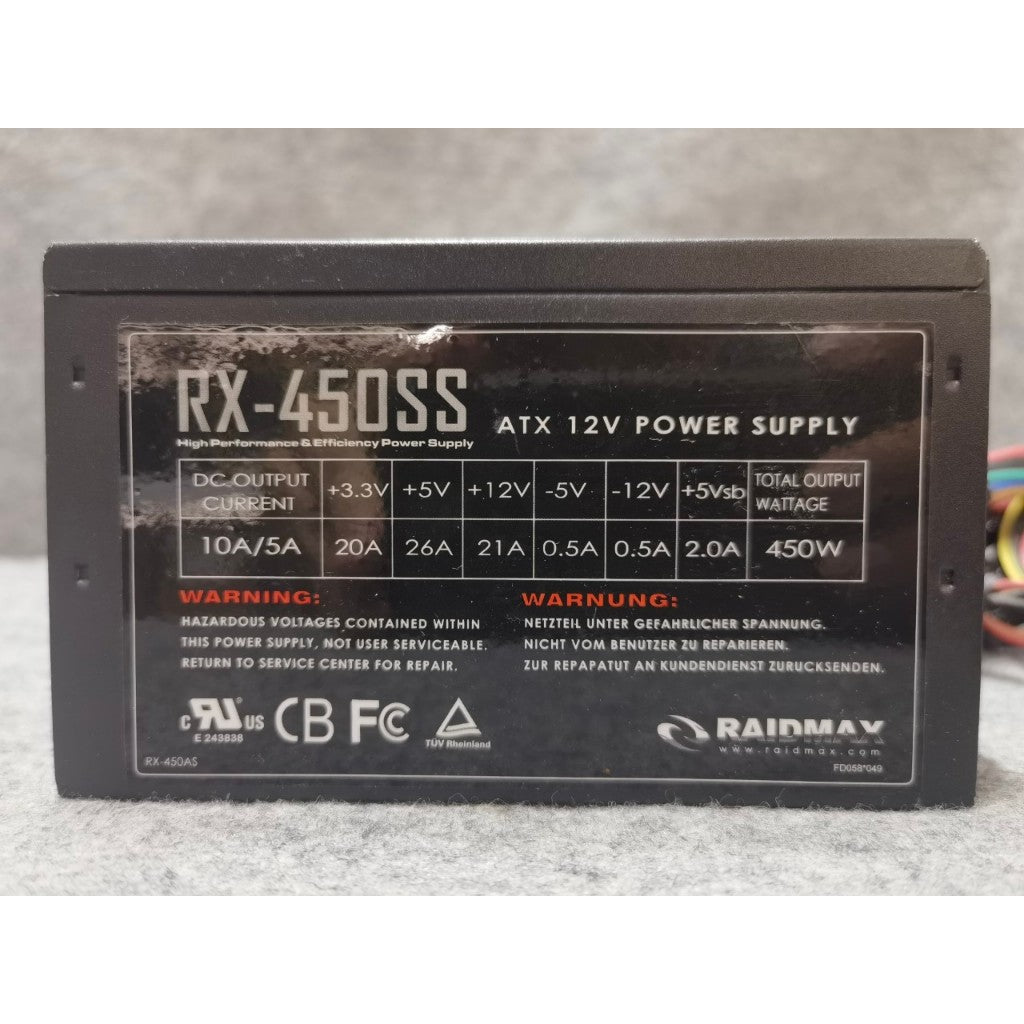 RX-450SS
High Performance & Efficiency Power Supply
ATX 12V POWER SUPPLY
DC OUTPUT CURRENT +3.3V +5V +12V -5V -12V +5Vsb TOTAL OUTPUT WATTAGE
10A/5A 20A 26A 21A 0.5A 0.5A 2.0A 450W
WARNING:
HAZARDOUS VOLTAGES CONTAINED WITHIN
THIS POWER SUPPLY, NOT USER SERVICEABLE.
RETURN TO SERVICE CENTER FOR REPAIR.
WARNUNG:
NETZTEIL UNTER GEFAHRLICHER SPANNUNG.
NICHT VOM BENUTZER ZU REPARIEREN.
ZUR REPAPATUT AN KUNDENDIENST ZURUCKSENDEN.
C RU US
E 243838
CB FC
TÜV Rheinland
RAIDMAX
www.raidmax.com
RX-450AS
FD058*049